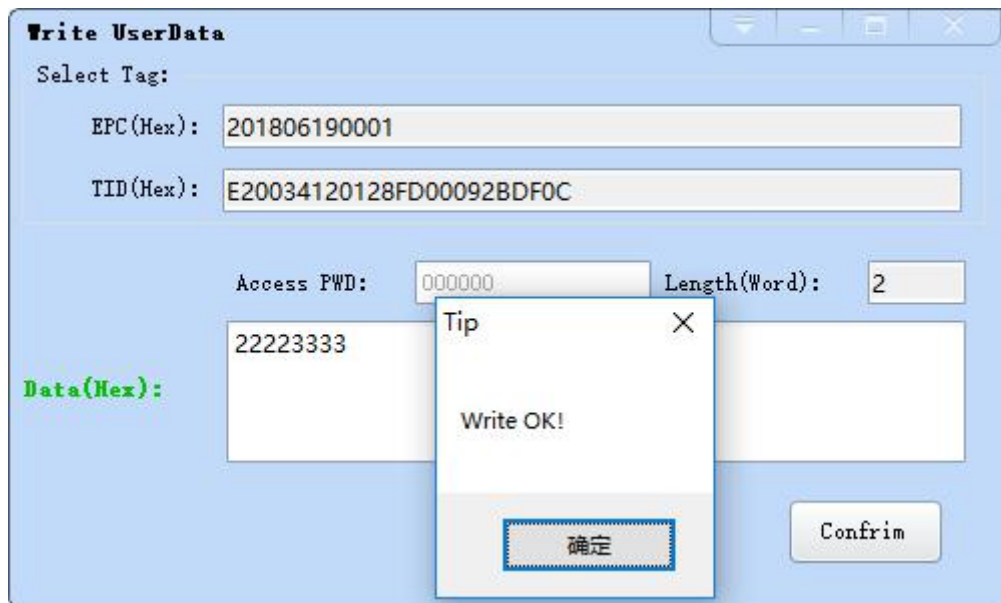 Write UserData
Select Tag:
EPC(Hex): 201806190001
TID(Hex): E20034120128FD00092BDF0C
Access PWD: 000000 Length(Word): 2
Data(Hex): 22223333
Tip
Write OK!
确定
Confrim